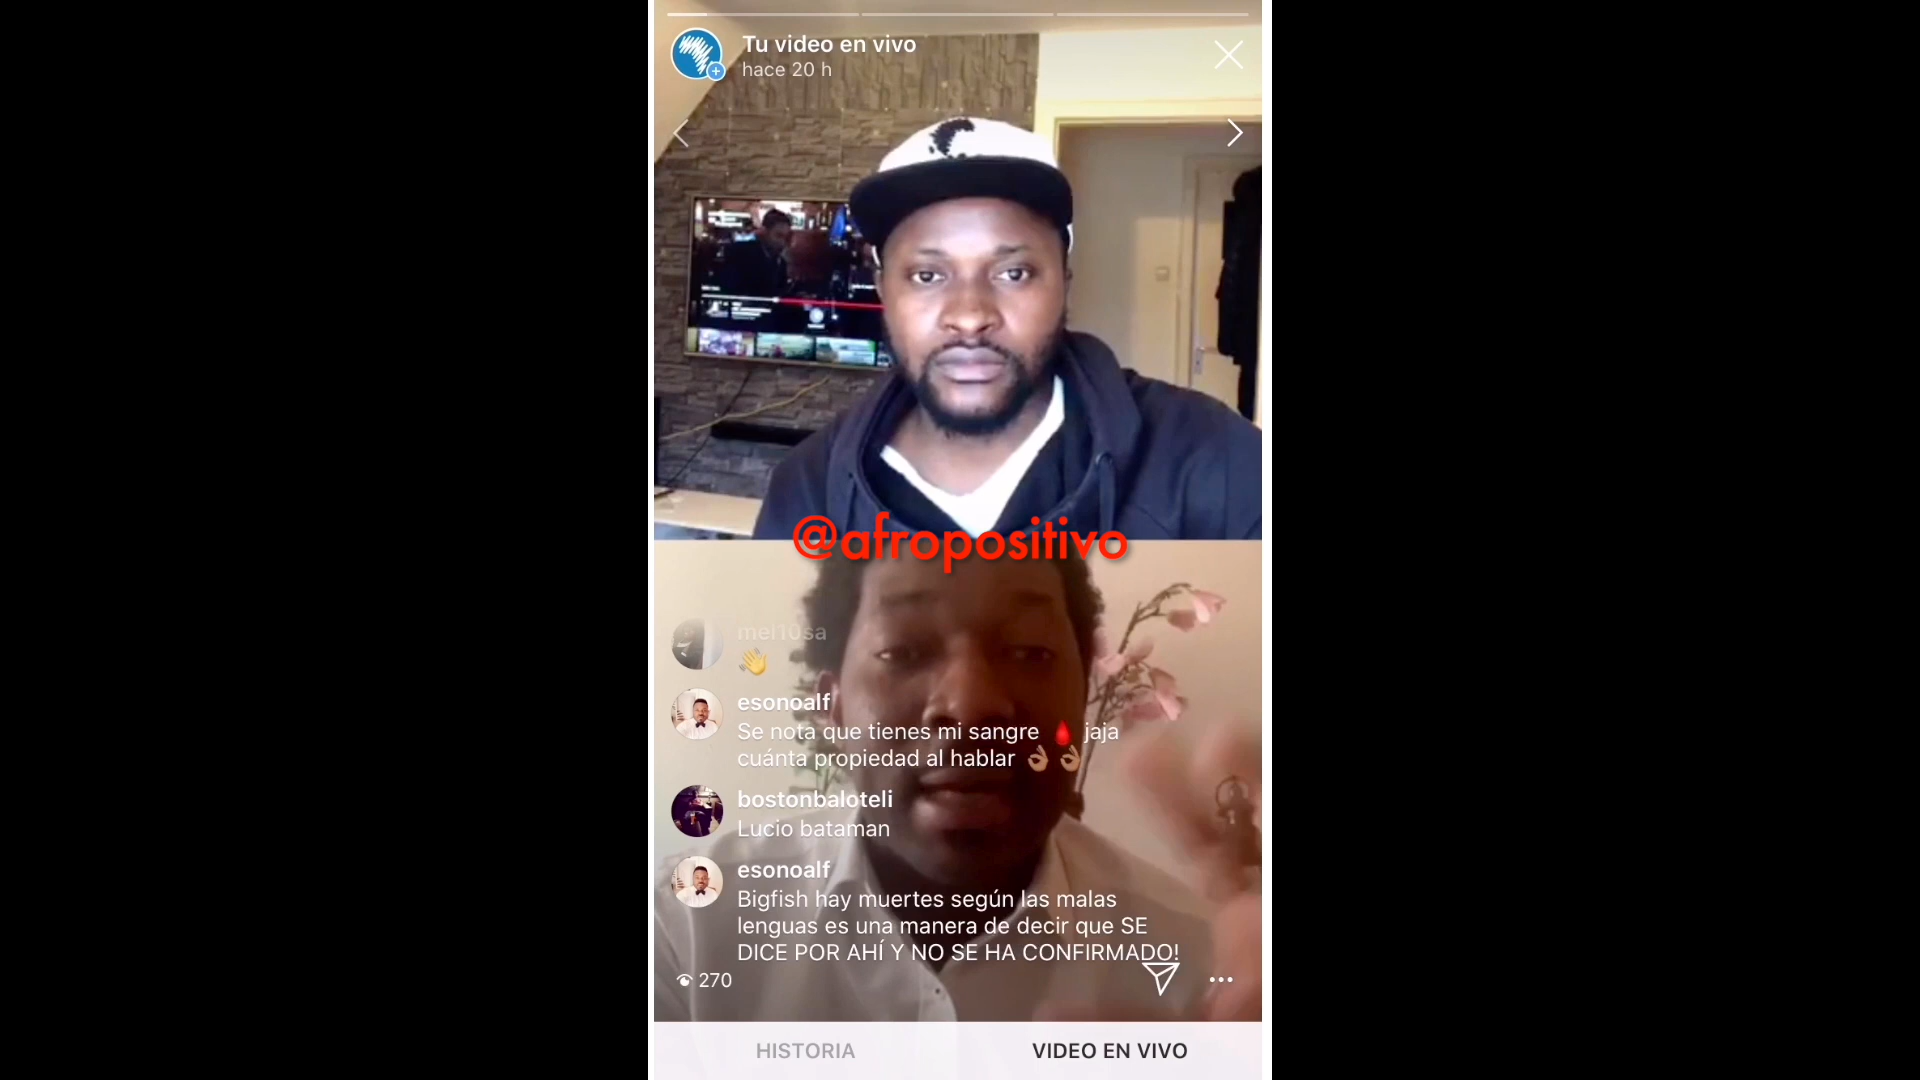 Tu video en vivo
hace 20 h
@afropositivo
mel10sa
👋
esonoalf
Se nota que tienes mi sangre 🩸 jaja
cuánta propiedad al hablar 👌🏽👌🏽
bostonbaloteli
Lucio bataman
esonoalf
Bigfish hay muertes según las malas
lenguas es una manera de decir que SE
DICE POR AHÍ Y NO SE HA CONFIRMADO!
270
HISTORIA
VIDEO EN VIVO